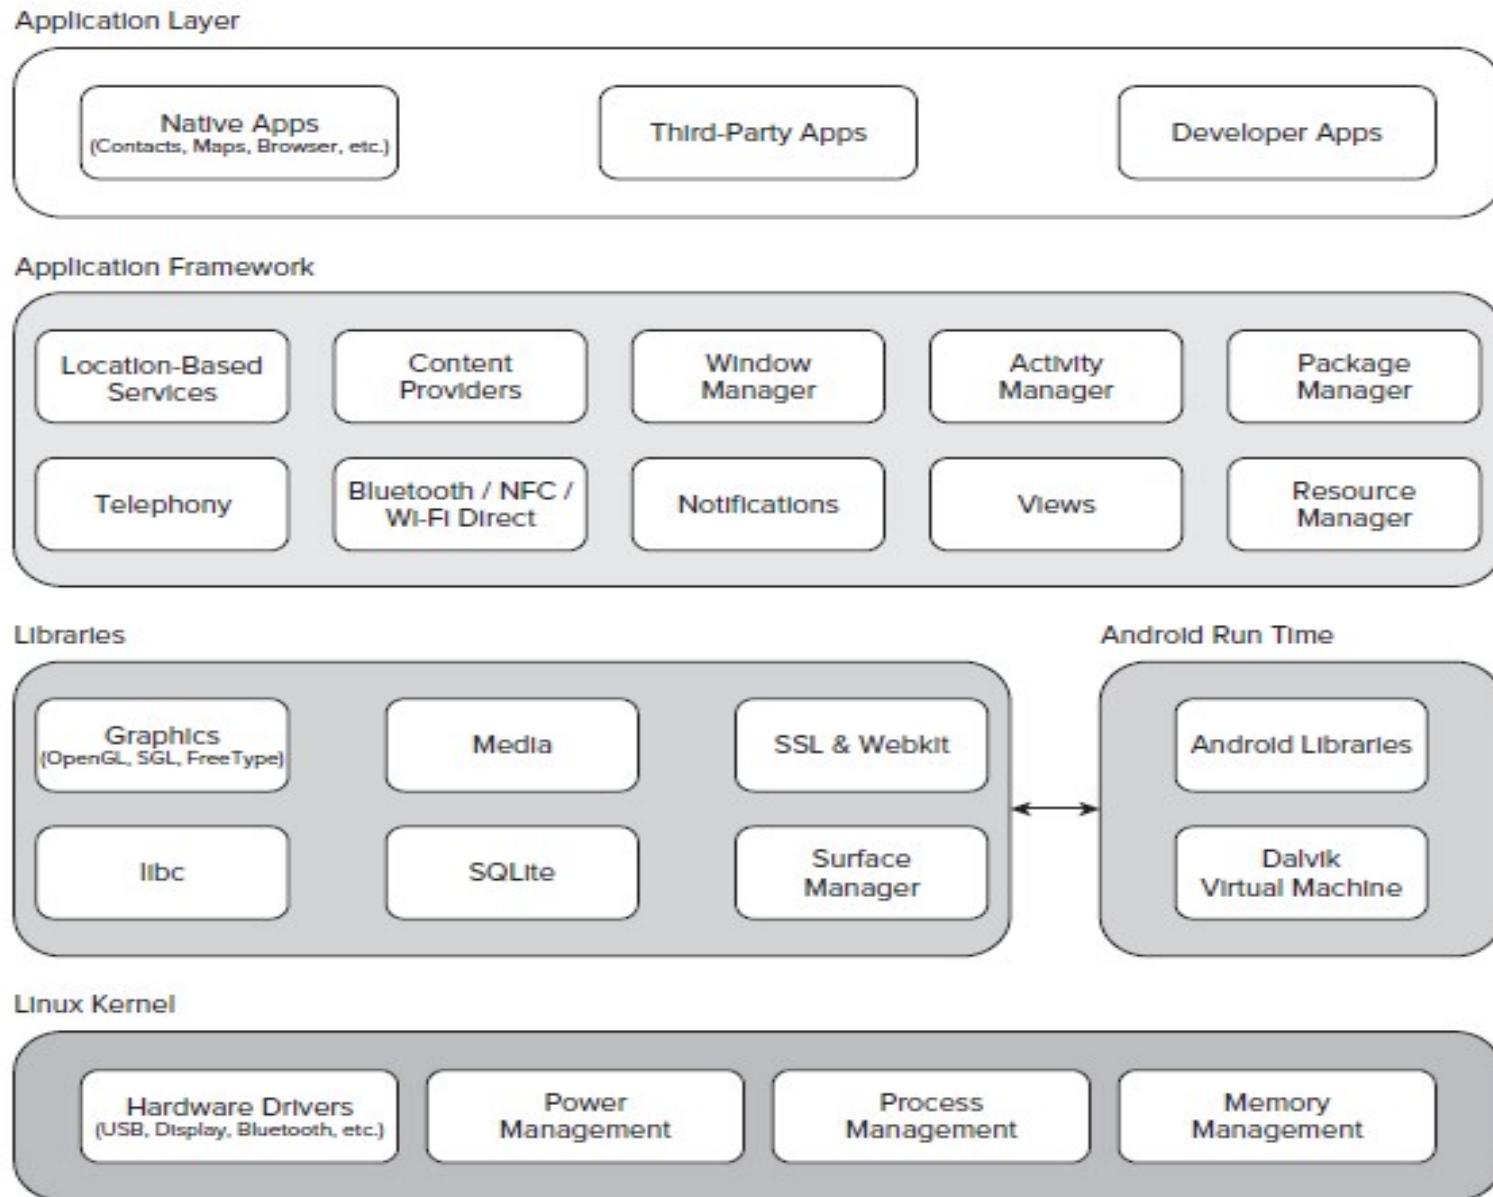 Application Layer
Native Apps
(Contacts, Maps, Browser, etc.)
Third-Party Apps
Developer Apps
Application Framework
Location-Based
Services
Content
Providers
Window
Manager
Activity
Manager
Package
Manager
Telephony
Bluetooth / NFC /
Wi-Fi Direct
Notifications
Views
Resource
Manager
Libraries
Graphics
(OpenGL, SGL, FreeType)
Media
SSL & Webkit
libc
SQLite
Surface
Manager
Android Run Time
Android Libraries
Dalvik
Virtual Machine
Linux Kernel
Hardware Drivers
(USB, Display, Bluetooth, etc.)
Power
Management
Process
Management
Memory
Management